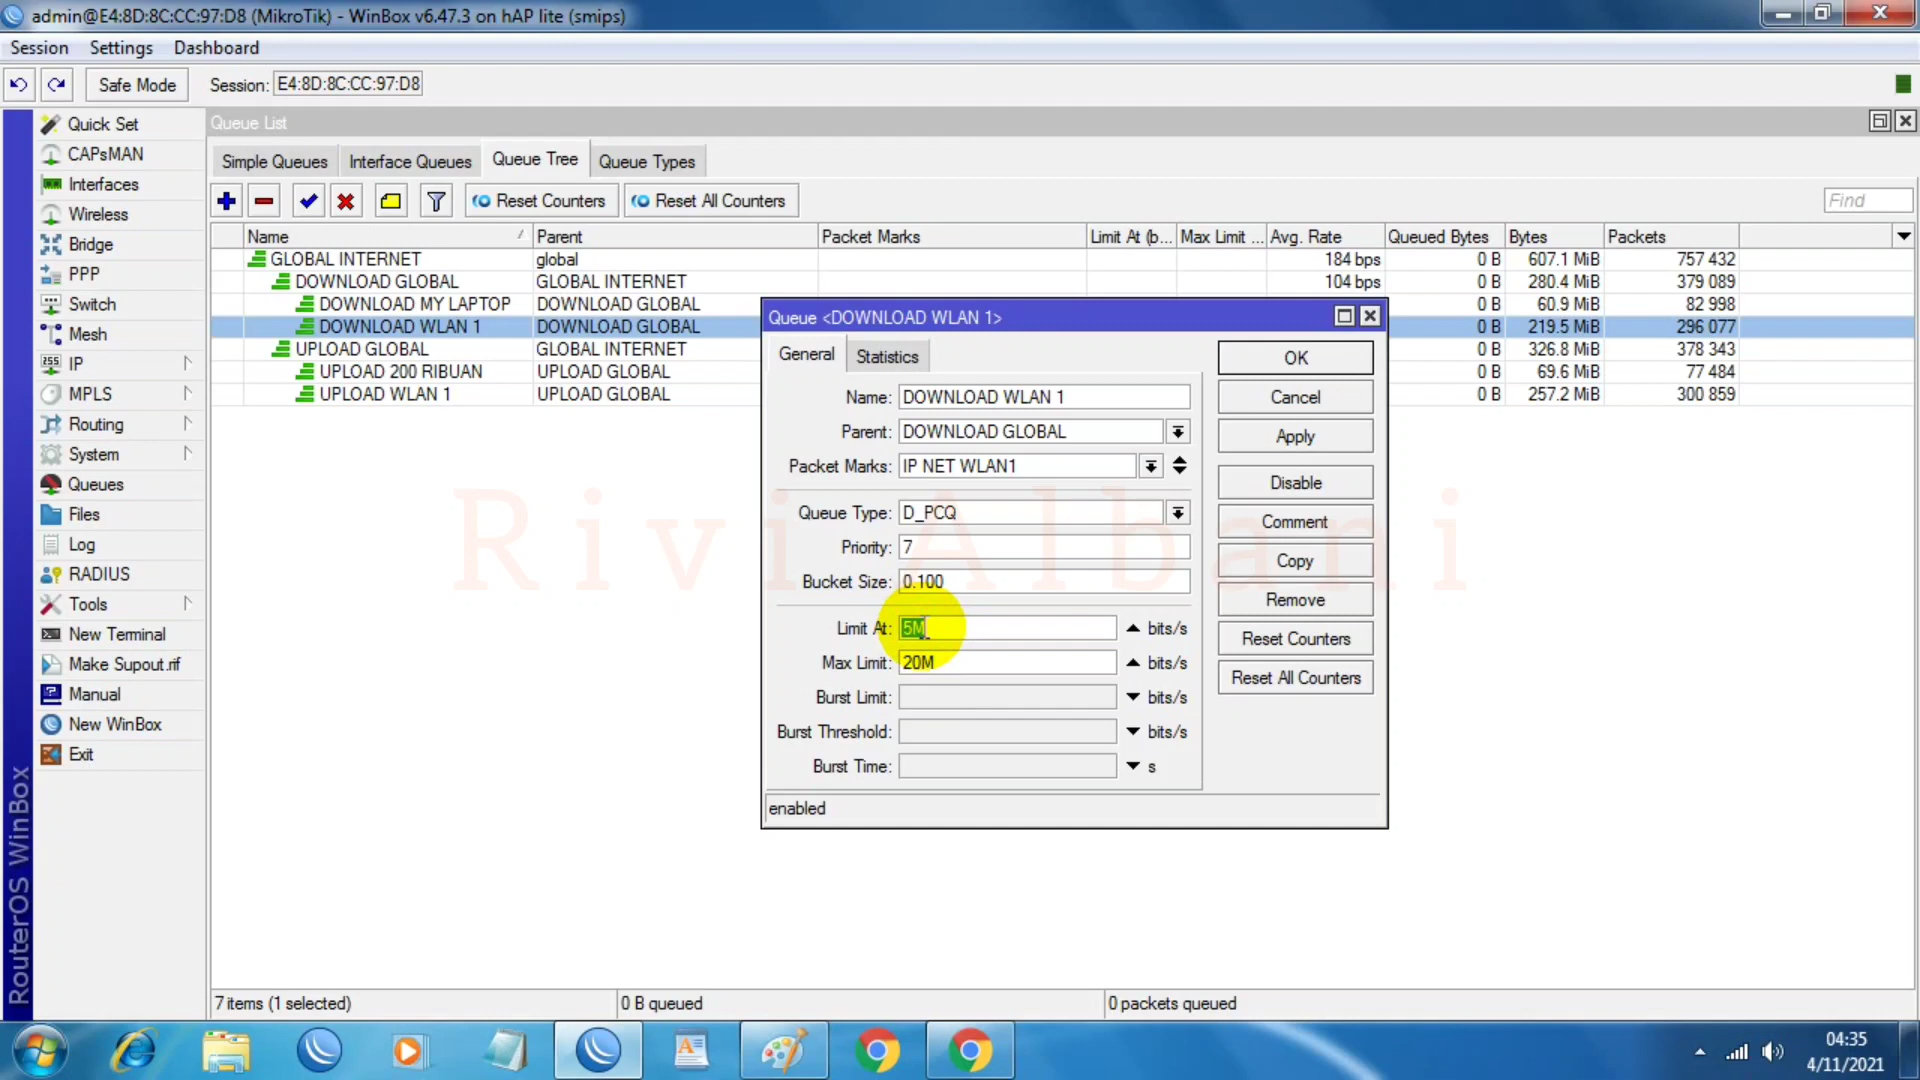 admin@E4:8D:8C:CC:97:D8 (MikroTik) - WinBox v6.47.3 on hAP lite (smips)
Session Settings Dashboard
Safe Mode Session: E4:8D:8C:CC:97:D8
Quick Set
CAPsMAN
Interfaces
Wireless
Bridge
PPP
Switch
Mesh
IP
MPLS
Routing
System
Queues
Files
Log
RADIUS
Tools
New Terminal
Make Supout.rif
Manual
New WinBox
Exit
RouterOS WinBox
Queue List
Simple Queues Interface Queues Queue Tree Queue Types
Reset Counters Reset All Counters Find
Name Parent Packet Marks Limit At (b... Max Limit ... Avg. Rate Queued Bytes Bytes Packets
GLOBAL INTERNET global 184 bps 0 B 607.1 MiB 757 432
DOWNLOAD GLOBAL GLOBAL INTERNET 104 bps 0 B 280.4 MiB 379 089
DOWNLOAD MY LAPTOP DOWNLOAD GLOBAL 0 B 60.9 MiB 82 998
DOWNLOAD WLAN 1 DOWNLOAD GLOBAL 0 B 219.5 MiB 296 077
UPLOAD GLOBAL GLOBAL INTERNET 0 B 326.8 MiB 378 343
UPLOAD 200 RIBUAN UPLOAD GLOBAL 0 B 69.6 MiB 77 484
UPLOAD WLAN 1 UPLOAD GLOBAL 0 B 257.2 MiB 300 859
Queue <DOWNLOAD WLAN 1>
General Statistics
Name: DOWNLOAD WLAN 1
Parent: DOWNLOAD GLOBAL
Packet Marks: IP NET WLAN1
Queue Type: D_PCQ
Priority: 7
Bucket Size: 0.100
Limit At: 5M bits/s
Max Limit: 20M bits/s
Burst Limit: bits/s
Burst Threshold: bits/s
Burst Time: s
enabled
OK
Cancel
Apply
Disable
Comment
Copy
Remove
Reset Counters
Reset All Counters
Rivi Albani
7 items (1 selected) 0 B queued 0 packets queued
04:35
4/11/2021